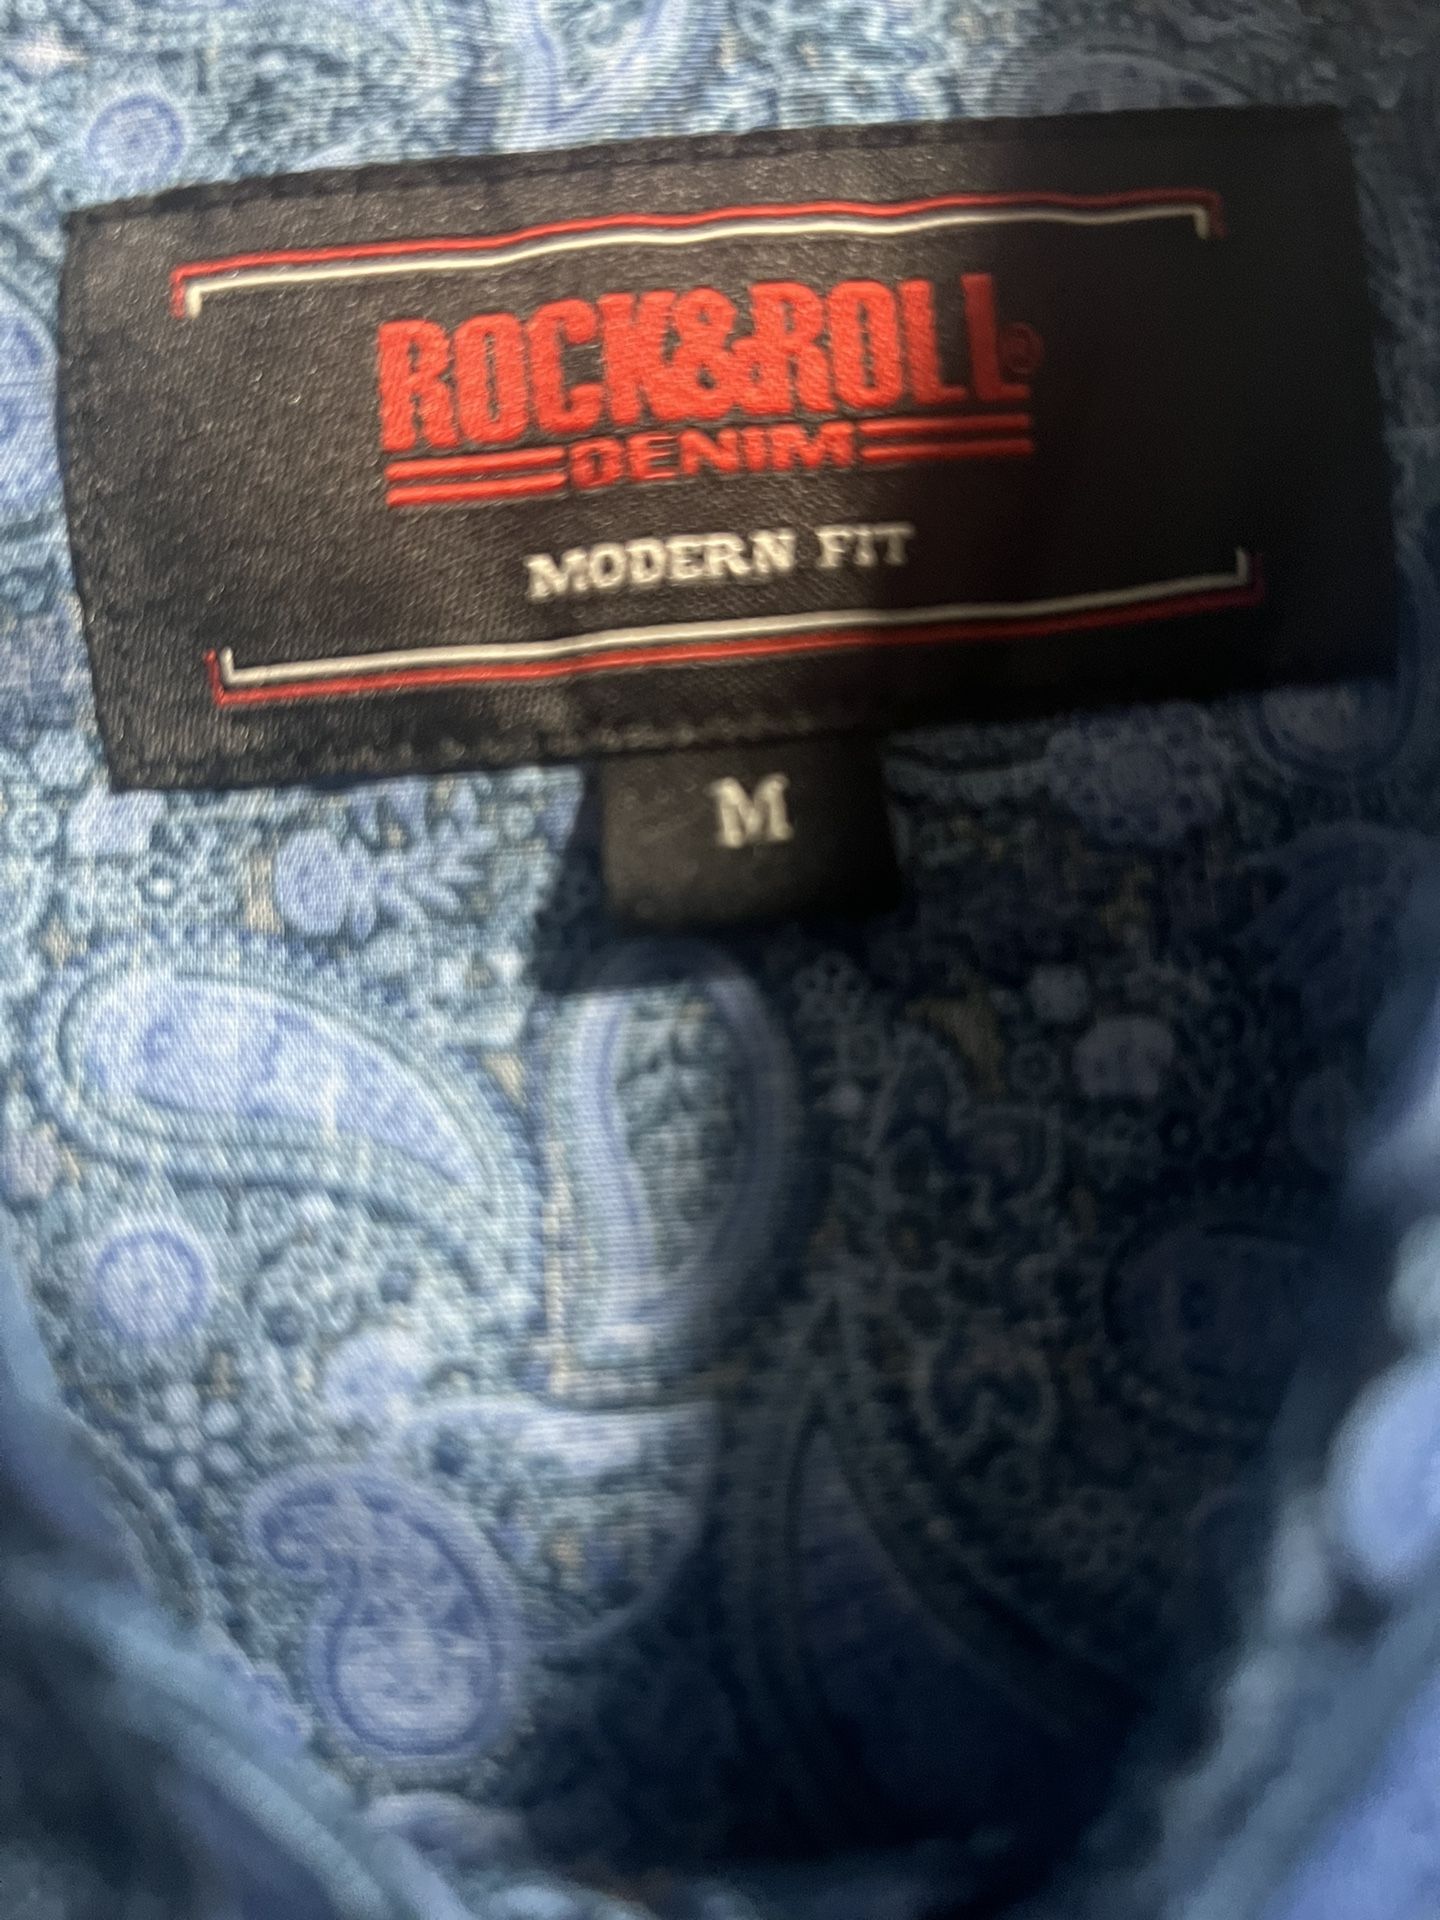 ROCK&ROLL®
DENIM
MODERN FIT
M